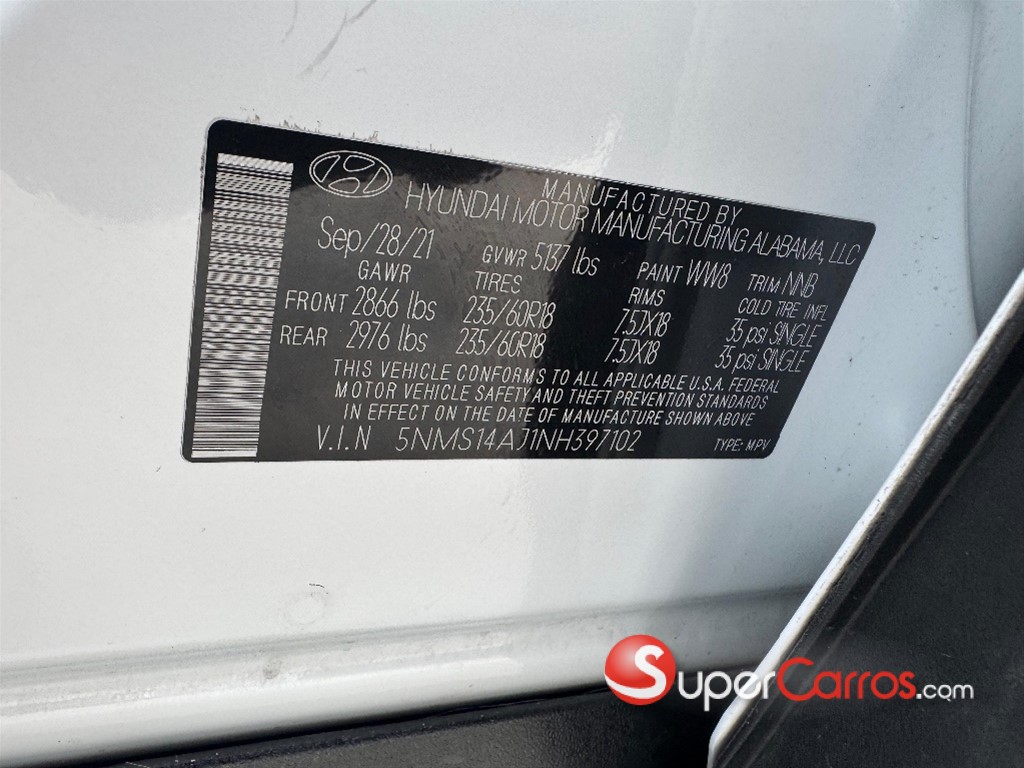 MANUFACTURED BY
HYUNDAI MOTOR MANUFACTURING ALABAMA, LLC
Sep/28/21 GVWR 5137 lbs PAINT WW8 TRIM NNB
GAWR TIRES RIMS COLD TIRE INFL
FRONT 2866 lbs 235/60R18 7.5JX18 35 psi SINGLE
REAR 2976 lbs 235/60R18 7.5JX18 35 psi SINGLE
THIS VEHICLE CONFORMS TO ALL APPLICABLE U.S.A. FEDERAL
MOTOR VEHICLE SAFETY AND THEFT PREVENTION STANDARDS
IN EFFECT ON THE DATE OF MANUFACTURE SHOWN ABOVE
V.I.N 5NMS14AJ1NH397102 TYPE: MPV
SuperCarros.com